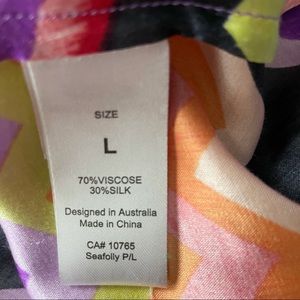 SIZE
L
70%VISCOSE
30%SILK
Designed in Australia
Made in China
CA# 10765
Seafolly P/L